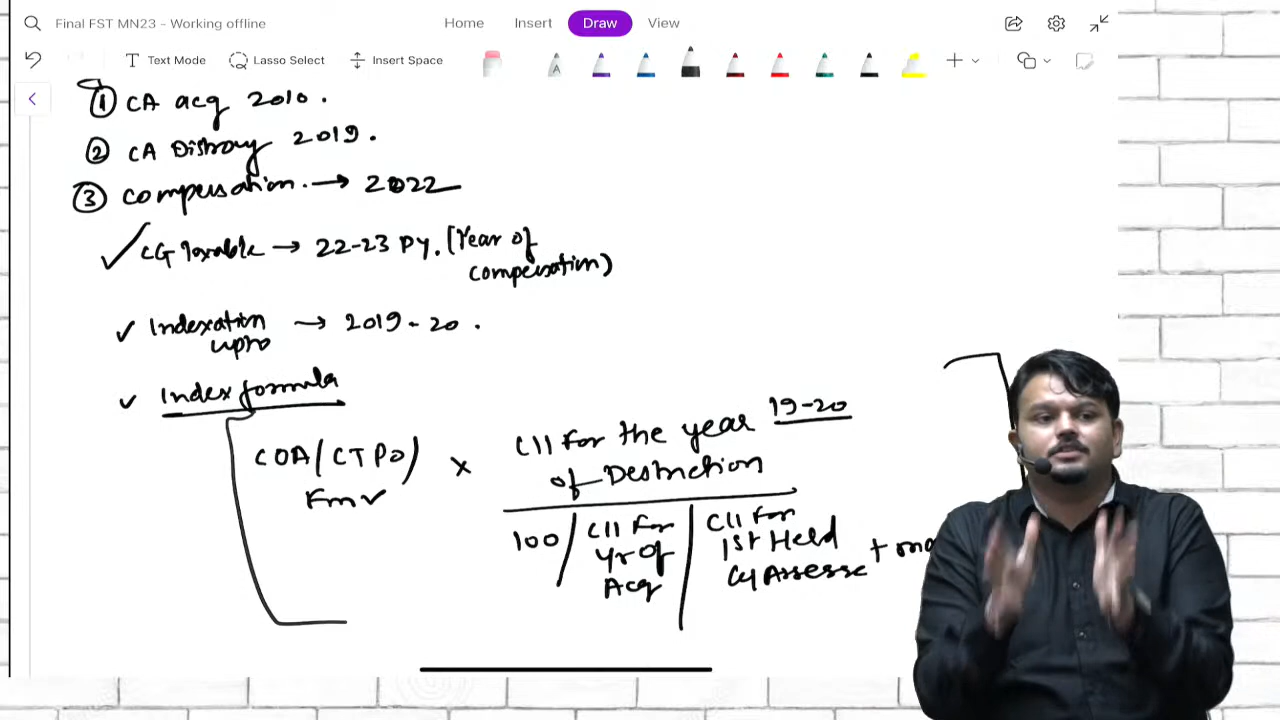 Final FST MN23 - Working offline
Home Insert Draw View
Text Mode Lasso Select Insert Space
① CA acq 2010.
② CA Distroy 2019.
③ Compensation. → 2022
✓ CG Taxable → 22-23 PY. (Year of
compensation)
✓ Indexation → 2019-20.
upto
✓ Index formula
COA/CTPO/ × CII for the year 19-20
Fmv of Destruction
100 / CII for | CII for
Yr of 1st Held
Acq by Assesse +